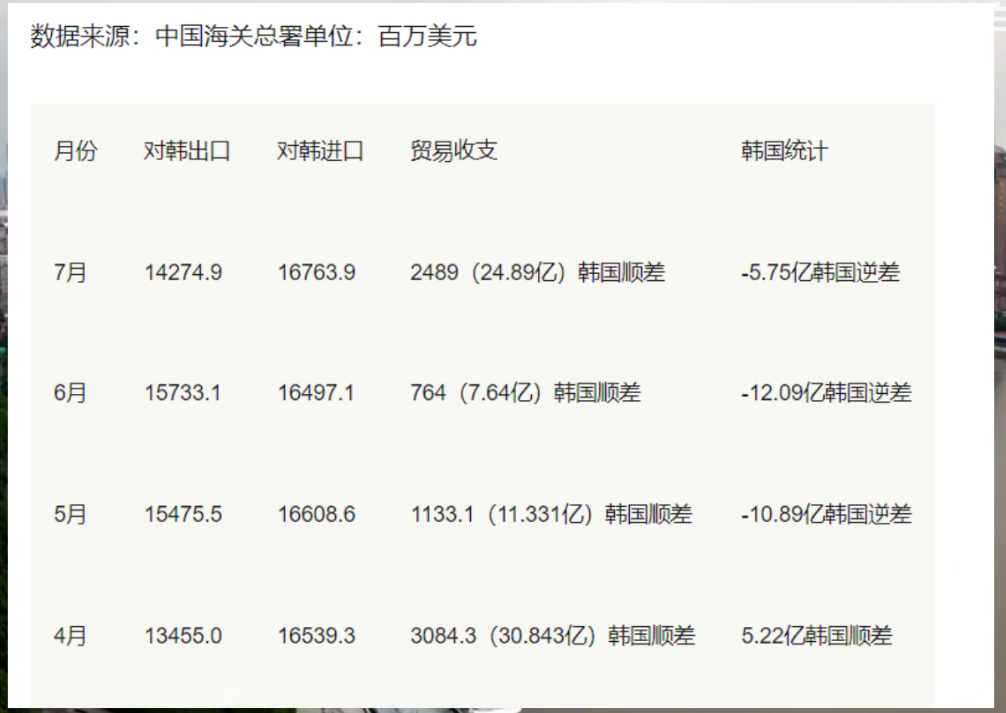 数据来源：中国海关总署单位：百万美元
月份 对韩出口 对韩进口 贸易收支 韩国统计
7月 14274.9 16763.9 2489（24.89亿）韩国顺差 -5.75亿韩国逆差
6月 15733.1 16497.1 764（7.64亿）韩国顺差 -12.09亿韩国逆差
5月 15475.5 16608.6 1133.1（11.331亿）韩国顺差 -10.89亿韩国逆差
4月 13455.0 16539.3 3084.3（30.843亿）韩国顺差 5.22亿韩国顺差